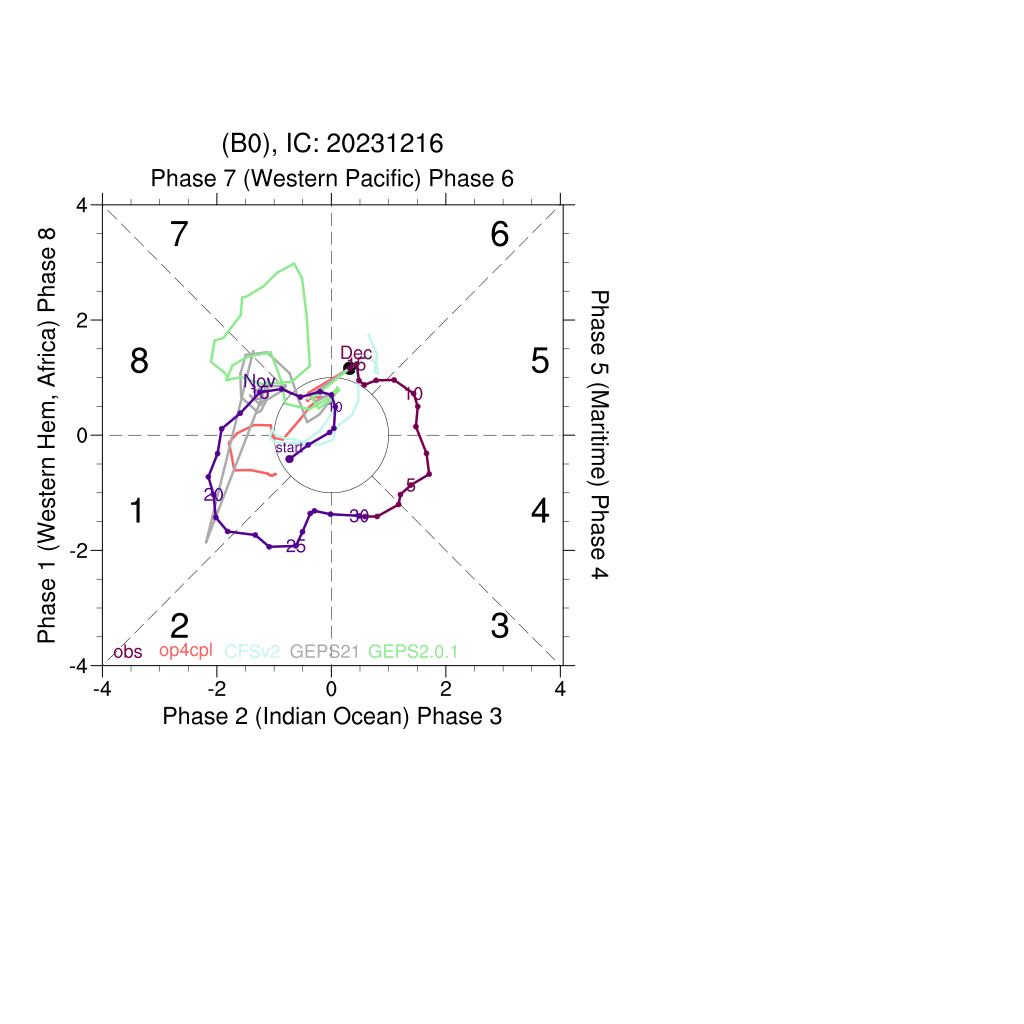 (B0), IC: 20231216
Phase 7 (Western Pacific) Phase 6
Phase 1 (Western Hem, Africa) Phase 8
Phase 5 (Maritime) Phase 4
4
2
0
-2
-4
7
6
8
5
1
4
2
3
Dec
15
Nov
15
10
10
start
5
20
30
25
obs op4cpl CFSv2 GEPS21 GEPS2.0.1
-4 -2 0 2 4
Phase 2 (Indian Ocean) Phase 3